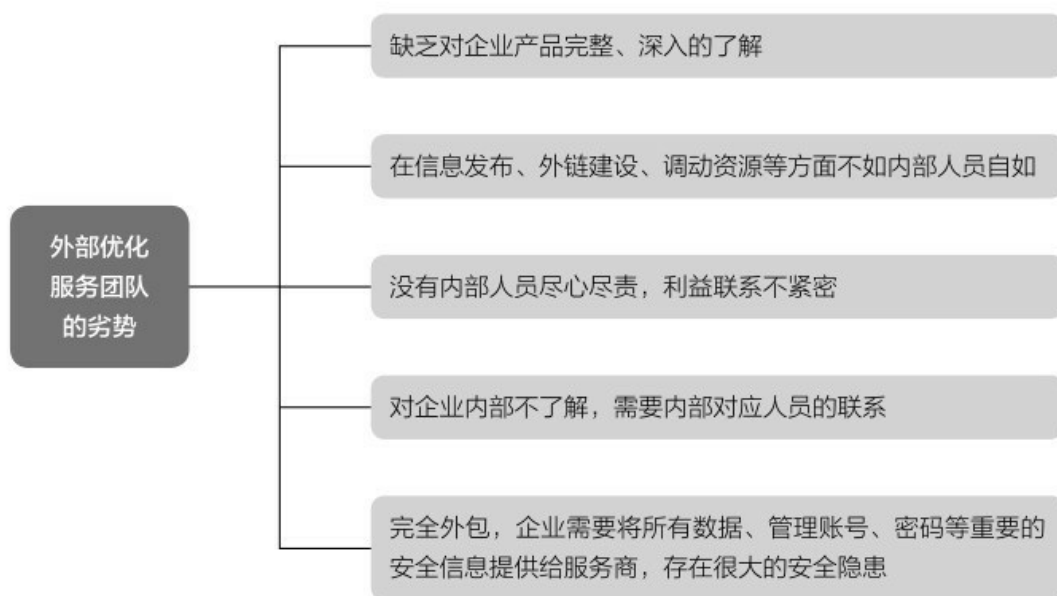 缺乏对企业产品完整、深入的了解
在信息发布、外链建设、调动资源等方面不如内部人员自如
外部优化
服务团队
的劣势
没有内部人员尽心尽责，利益联系不紧密
对企业内部不了解，需要内部对应人员的联系
完全外包，企业需要将所有数据、管理账号、密码等重要的
安全信息提供给服务商，存在很大的安全隐患